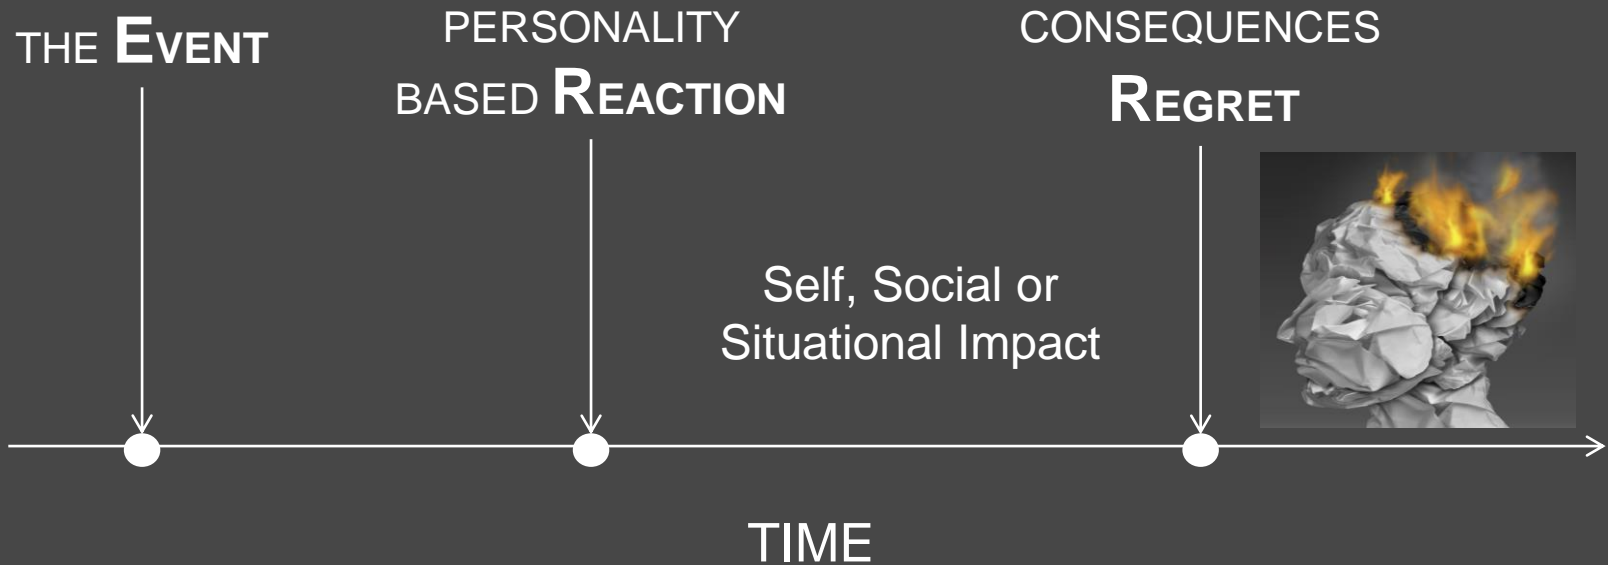 THE EVENT
PERSONALITY
BASED REACTION
CONSEQUENCES
REGRET
Self, Social or
Situational Impact
TIME